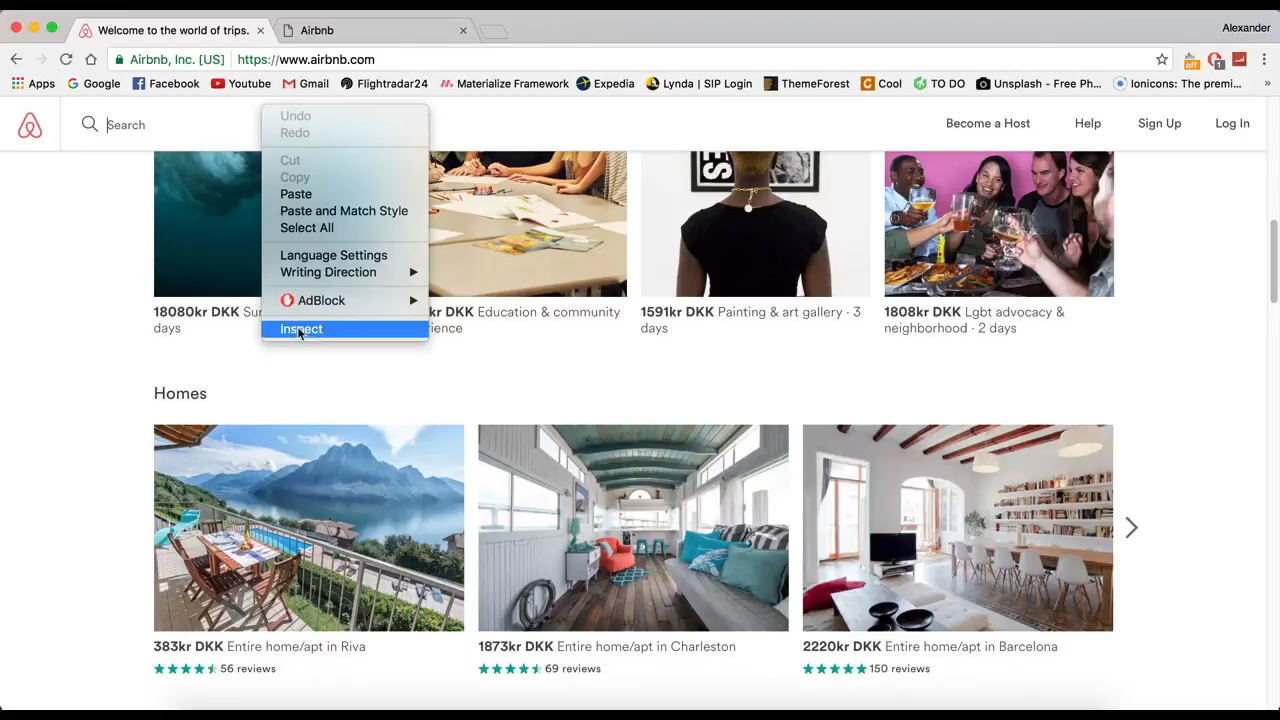 Welcome to the world of trips.
Airbnb
Alexander
Airbnb, Inc. [US]
https://www.airbnb.com
off
1
Apps
Google
Facebook
Youtube
Gmail
Flightradar24
Materialize Framework
Expedia
Lynda | SIP Login
ThemeForest
Cool
TO DO
Unsplash - Free Ph...
Ionicons: The premi...
»
Search
Become a Host
Help
Sign Up
Log In
Undo
Redo
Cut
Copy
Paste
Paste and Match Style
Select All
Language Settings
Writing Direction
AdBlock
Inspect
18080kr DKK Sur
days
kr DKK Education & community
ience
1591kr DKK Painting & art gallery · 3
days
1808kr DKK Lgbt advocacy &
neighborhood · 2 days
Homes
383kr DKK Entire home/apt in Riva
56 reviews
1873kr DKK Entire home/apt in Charleston
69 reviews
2220kr DKK Entire home/apt in Barcelona
150 reviews